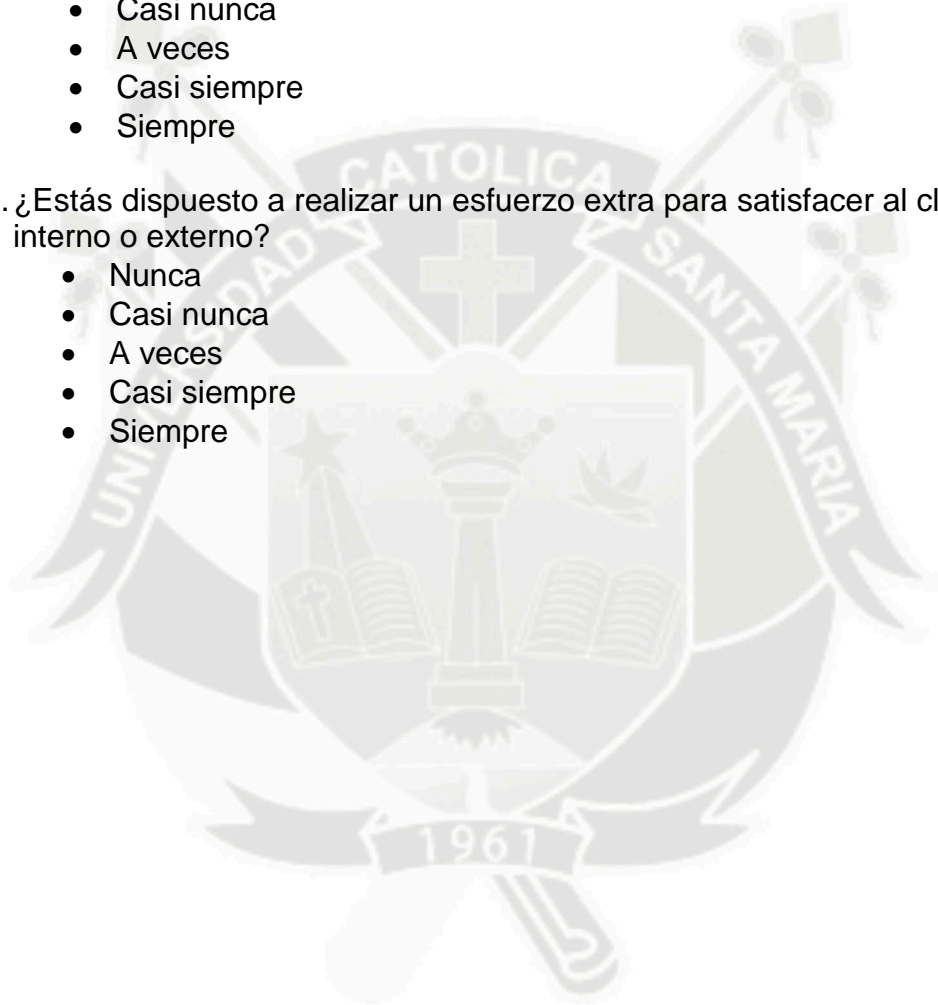 • Casi nunca
• A veces
• Casi siempre
• Siempre
. ¿Estás dispuesto a realizar un esfuerzo extra para satisfacer al cl
interno o externo?
• Nunca
• Casi nunca
• A veces
• Casi siempre
• Siempre
UNIVERSIDAD CATOLICA SANTA MARIA
1961